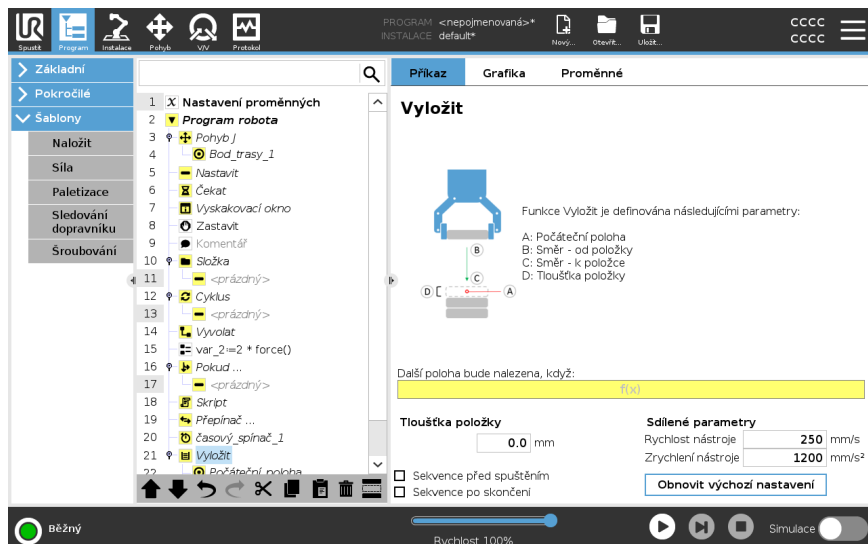 PROGRAM <nepojmenovaná>*
INSTALACE default*
UR
Spustit
Program
Instalace
Pohyb
V/V
Protokol
Nový...
Otevřít...
Uložit...
CCCC
CCCC
Základní
Pokročilé
Šablony
Naložit
Síla
Paletizace
Sledování
dopravníku
Šroubování
1 X Nastavení proměnných
2 Program robota
3 Pohyb J
4 Bod_trasy_1
5 Nastavit
6 Čekat
7 Vyskakovací okno
8 Zastavit
9 Komentář
10 Složka
11 <prázdný>
12 Cyklus
13 <prázdný>
14 Vyvolat
15 var_2:=2 * force()
16 Pokud ...
17 <prázdný>
18 Skript
19 Přepínač ...
20 časový_spínač_1
21 Vyložit
22 Počáteční_poloha
Příkaz
Grafika
Proměnné
Vyložit
B
C
D
A
Funkce Vyložit je definována následujícími parametry:
A: Počáteční poloha
B: Směr - od položky
C: Směr - k položce
D: Tloušťka položky
Další poloha bude nalezena, když:
f(x)
Tloušťka položky
0.0 mm
Sekvence před spuštěním
Sekvence po skončení
Sdílené parametry
Rychlost nástroje 250 mm/s
Zrychlení nástroje 1200 mm/s²
Obnovit výchozí nastavení
Běžný
Rychlost 100%
Simulace